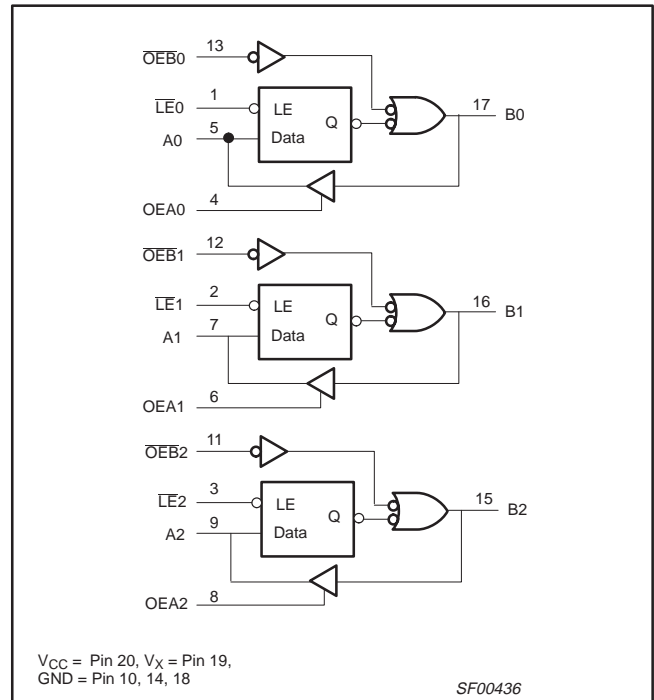 OEB0 13
LE0 1
LE
17 B0
Q
A0 5
Data
OEA0 4
OEB1 12
LE1 2
LE
16 B1
Q
A1 7
Data
OEA1 6
OEB2 11
LE2 3
LE
15 B2
Q
A2 9
Data
OEA2 8
VCC = Pin 20, VX = Pin 19,
GND = Pin 10, 14, 18
SF00436